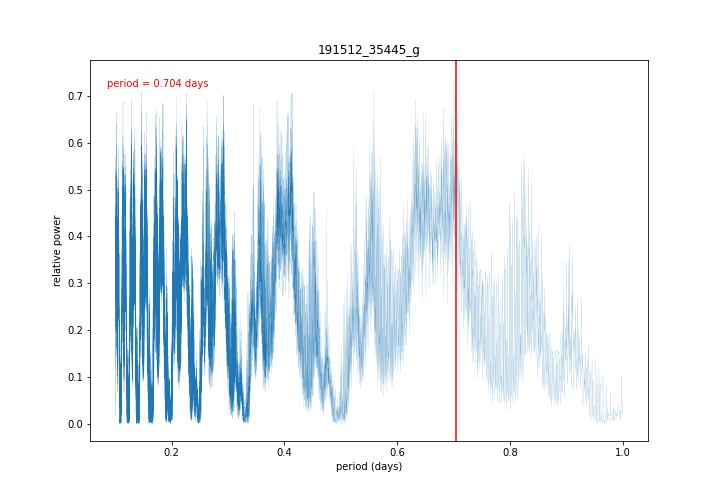 191512_35445_g
period = 0.704 days
relative power
0.7
0.6
0.5
0.4
0.3
0.2
0.1
0.0
0.2 0.4 0.6 0.8 1.0
period (days)